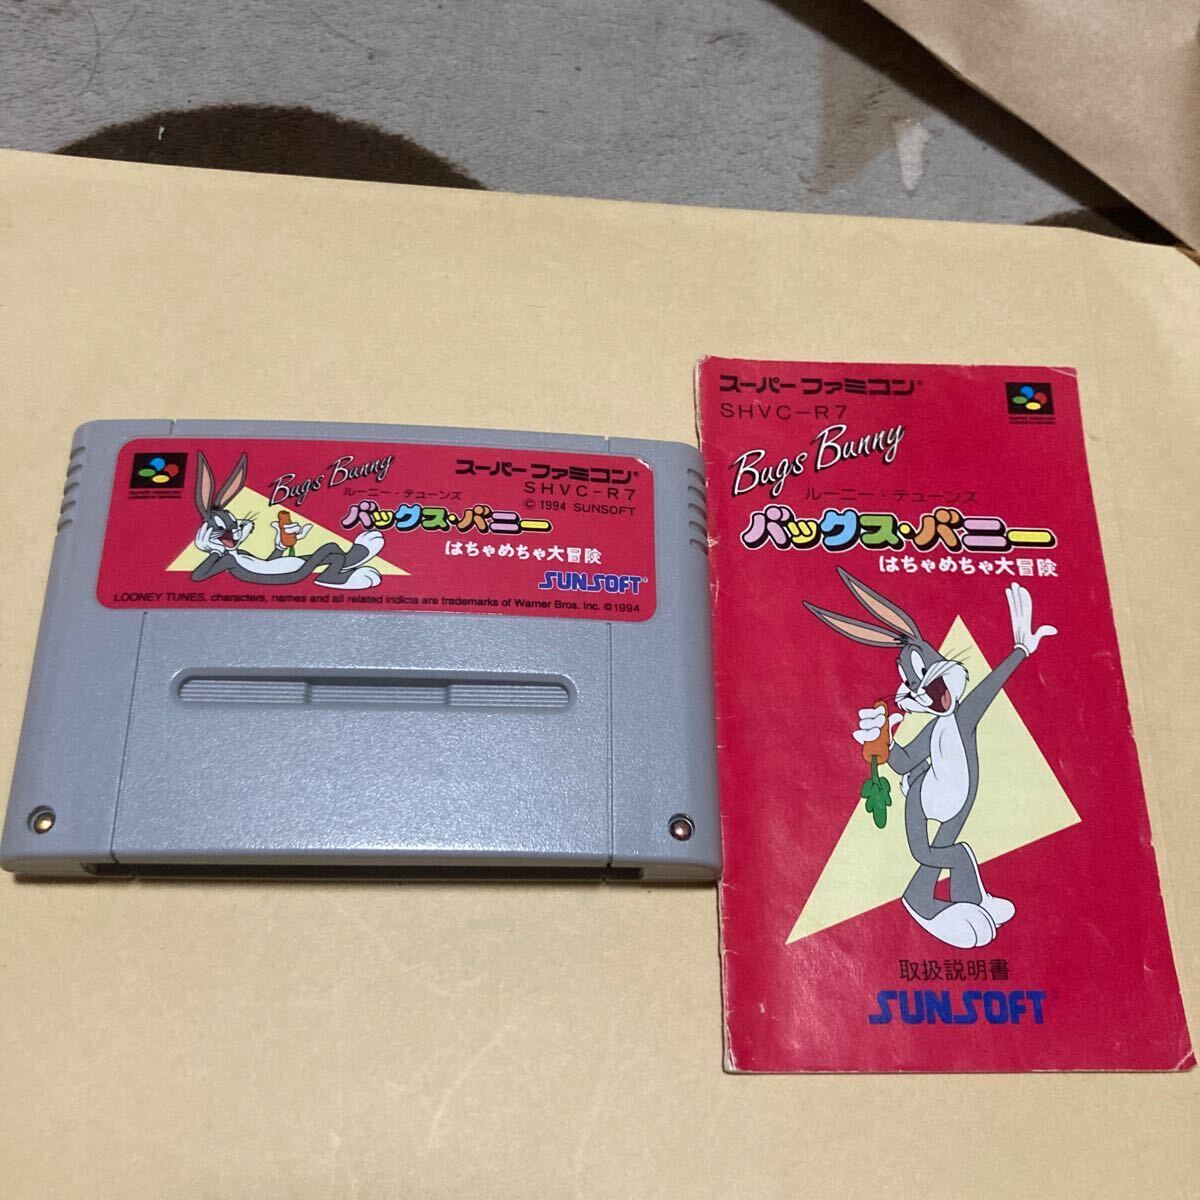 SUPER FAMICOM
Bugs Bunny
スーパーファミコン®
SHVC-R7
© 1994 SUNSOFT
ルーニー・テューンズ
バックス・バニー
はちゃめちゃ大冒険
SUNSOFT®
LOONEY TUNES, characters, names and all related indicia are trademarks of Warner Bros. Inc. ©1994
スーパーファミコン®
SHVC-R7
SUPER FAMICOM
Bugs Bunny
ルーニー・テューンズ
バックス・バニー
はちゃめちゃ大冒険
取扱説明書
SUNSOFT